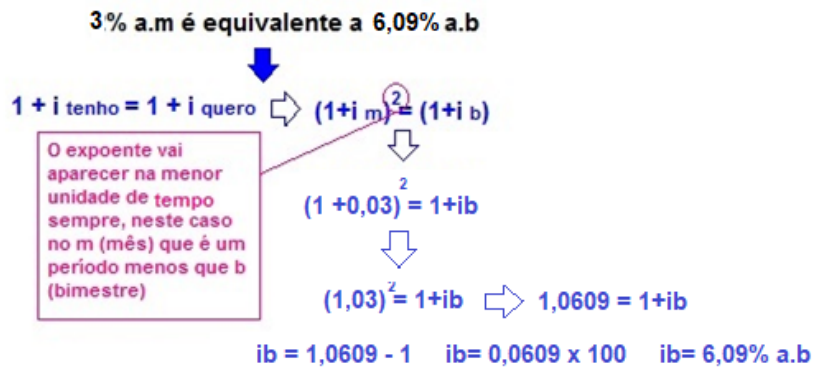 3% a.m é equivalente a 6,09% a.b
1 + i tenho = 1 + i quero
(1+i m)² = (1+i b)
O expoente vai
aparecer na menor
unidade de tempo
sempre, neste caso
no m (mês) que é um
período menos que b
(bimestre)
(1 +0,03)² = 1+ib
(1,03)² = 1+ib
1,0609 = 1+ib
ib = 1,0609 - 1 ib= 0,0609 x 100 ib= 6,09% a.b